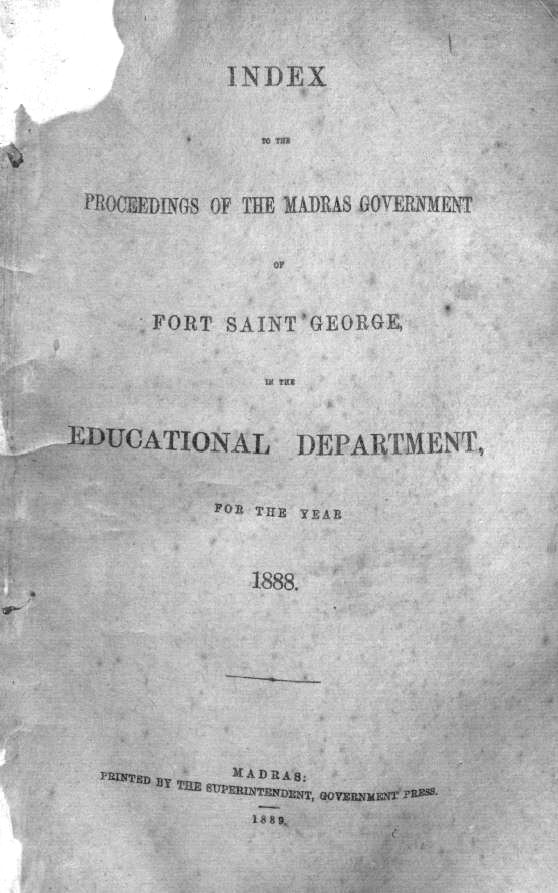 INDEX
TO THE
PROCEEDINGS OF THE MADRAS GOVERNMENT
OF
FORT SAINT GEORGE,
IN THE
EDUCATIONAL DEPARTMENT,
FOR THE YEAR
1888.
MADRAS:
PRINTED BY THE SUPERINTENDENT, GOVERNMENT PRESS.
1889.